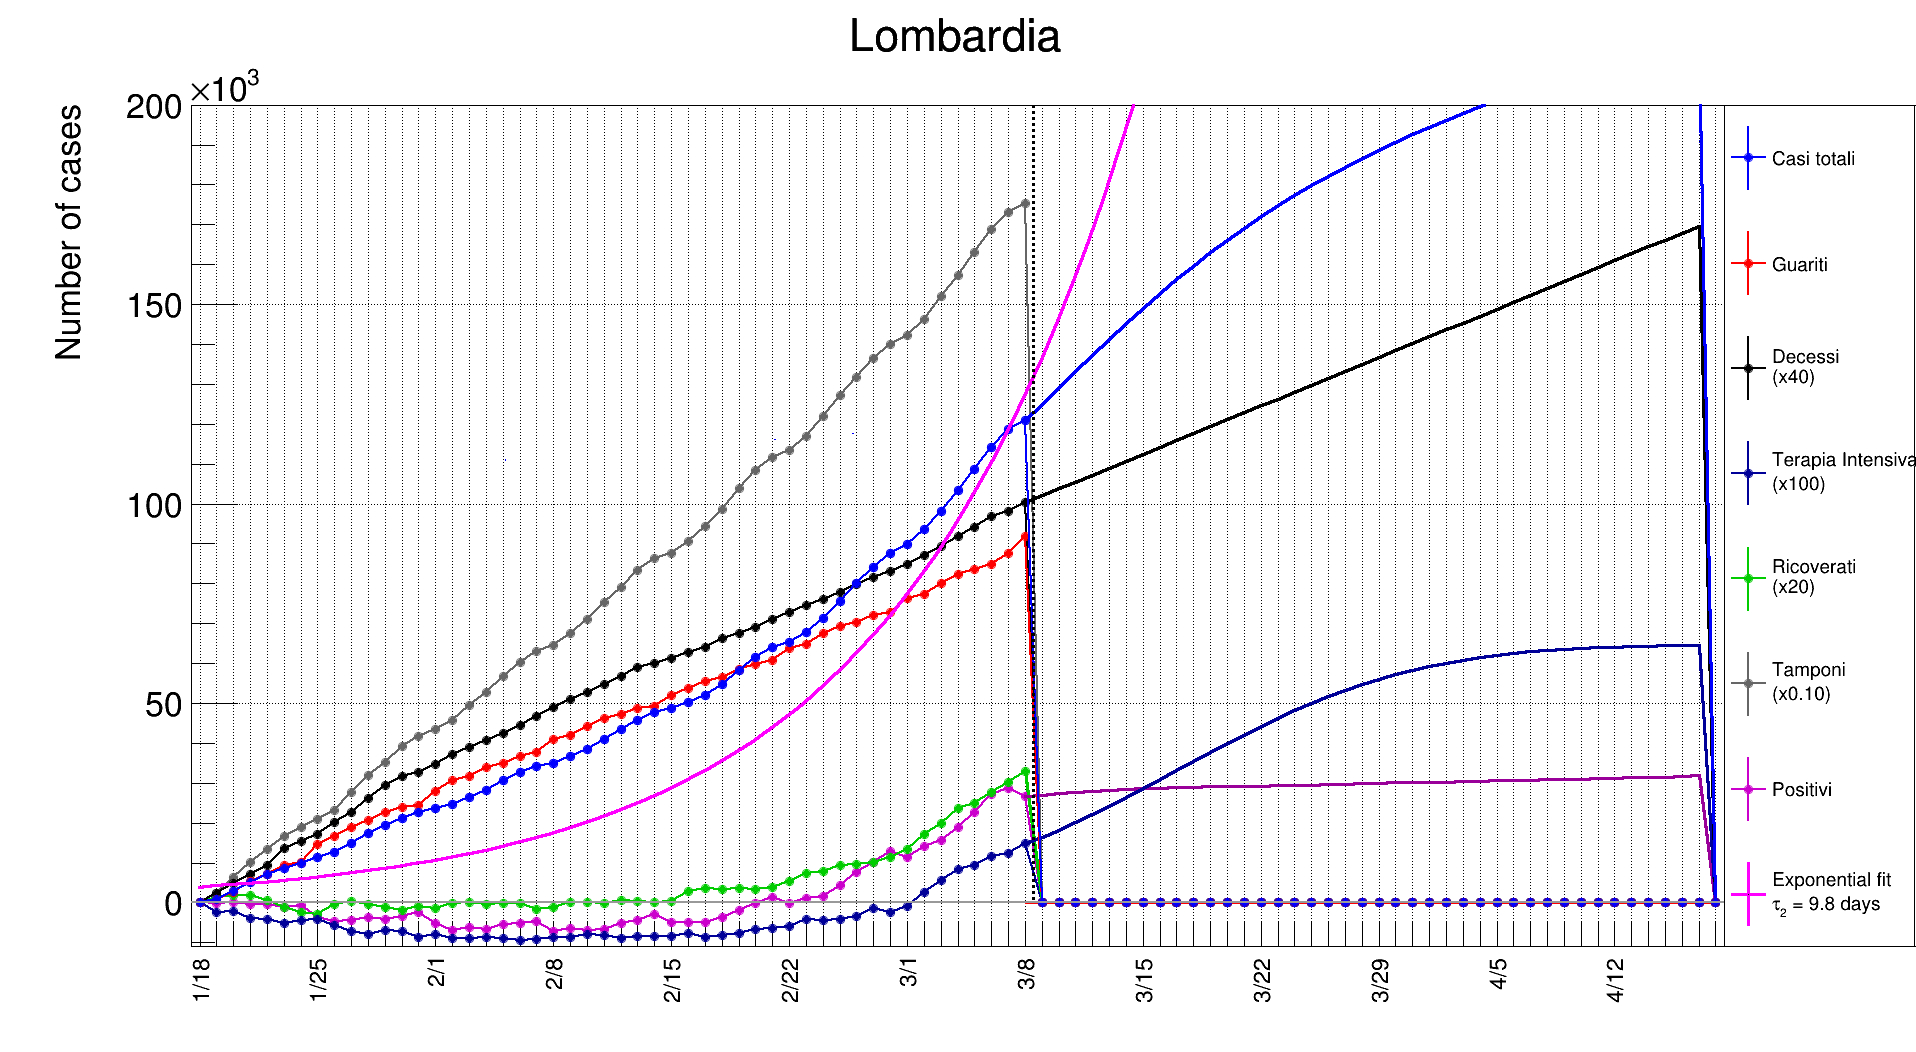 Lombardia
×10³
Number of cases
200
150
100
50
0
1/18
1/25
2/1
2/8
2/15
2/22
3/1
3/8
3/15
3/22
3/29
4/5
4/12
Casi totali
Guariti
Decessi
(x40)
Terapia Intensiva
(x100)
Ricoverati
(x20)
Tamponi
(x0.10)
Positivi
Exponential fit
τ₂ = 9.8 days